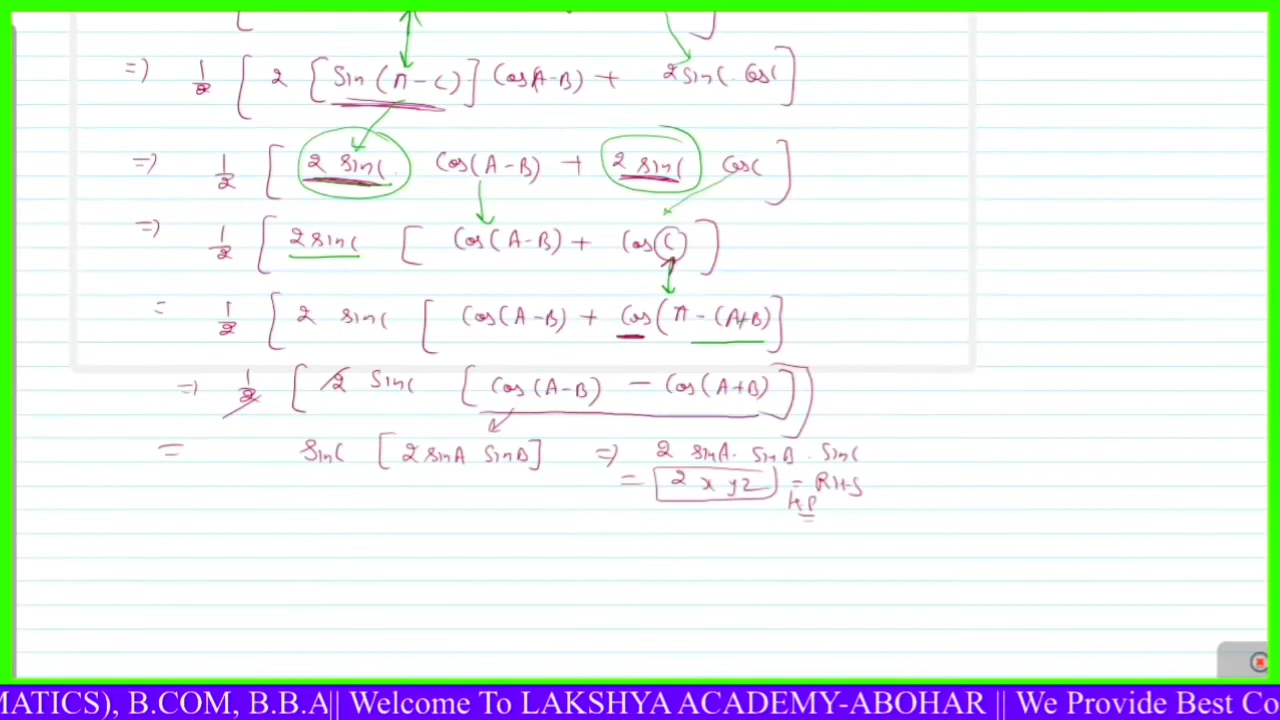 => 1/2 [ 2 [ Sin (π - C) ] Cos(A-B) + 2 Sin C . Cos C ]
=> 1/2 [ 2 Sin C . Cos (A-B) + 2 Sin C Cos C ]
=> 1/2 [ 2 Sin C [ Cos (A-B) + Cos C ] ]
= 1/2 [ 2 Sin C [ Cos (A-B) + Cos (π - (A+B) ]
=> 1/2 [ 2 Sin C [ Cos (A-B) - Cos (A+B) ] ]
= Sin C [ 2 Sin A Sin B ] => 2 Sin A . Sin B . Sin C
= 2 x y z = RHS
H.P
MATICS), B.COM, B.B.A|| Welcome To LAKSHYA ACADEMY-ABOHAR || We Provide Best Co